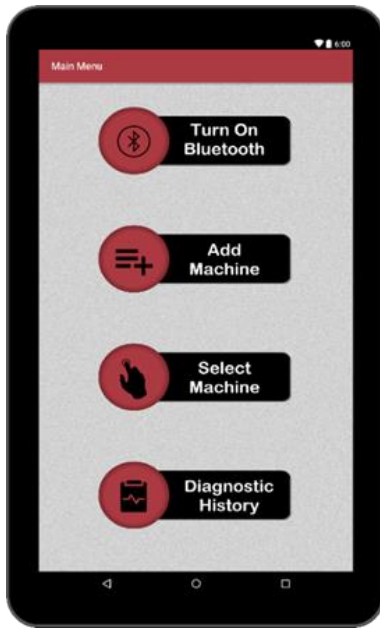 6:00
Main Menu
Turn On
Bluetooth
Add
Machine
Select
Machine
Diagnostic
History